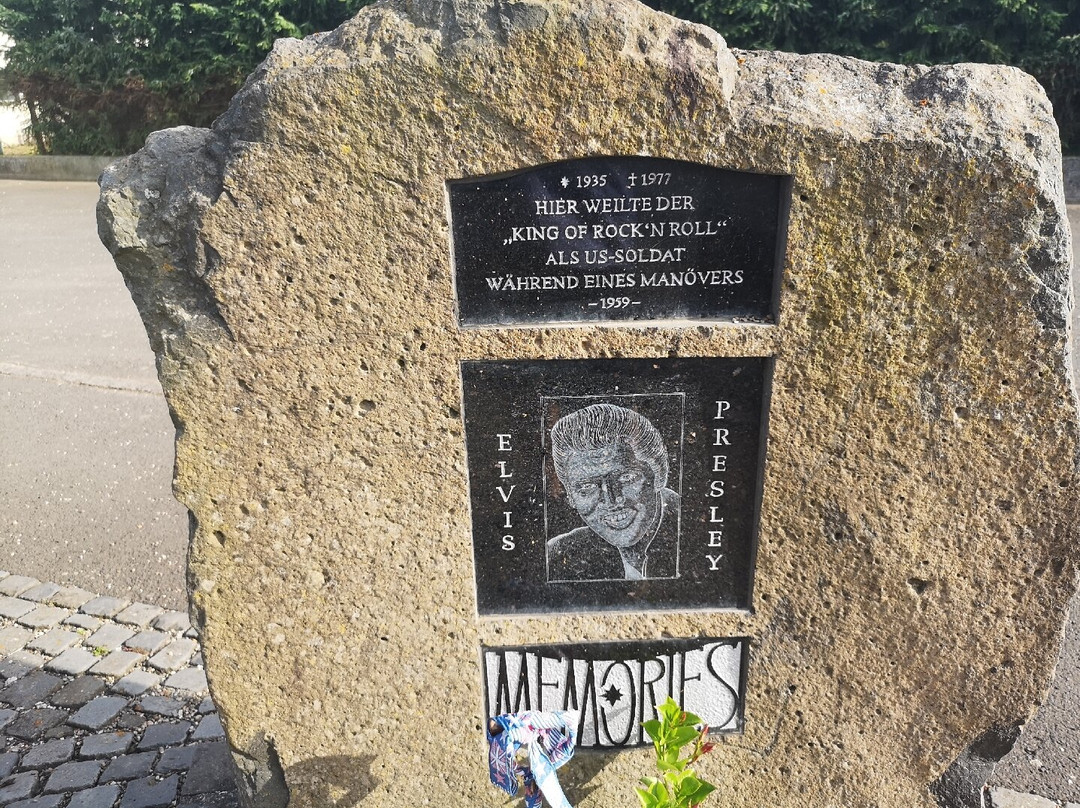 * 1935 † 1977
HIER WEILTE DER
„KING OF ROCK'N ROLL“
ALS US-SOLDAT
WÄHREND EINES MANÖVERS
– 1959 –
ELVIS
PRESLEY
MEMORIES